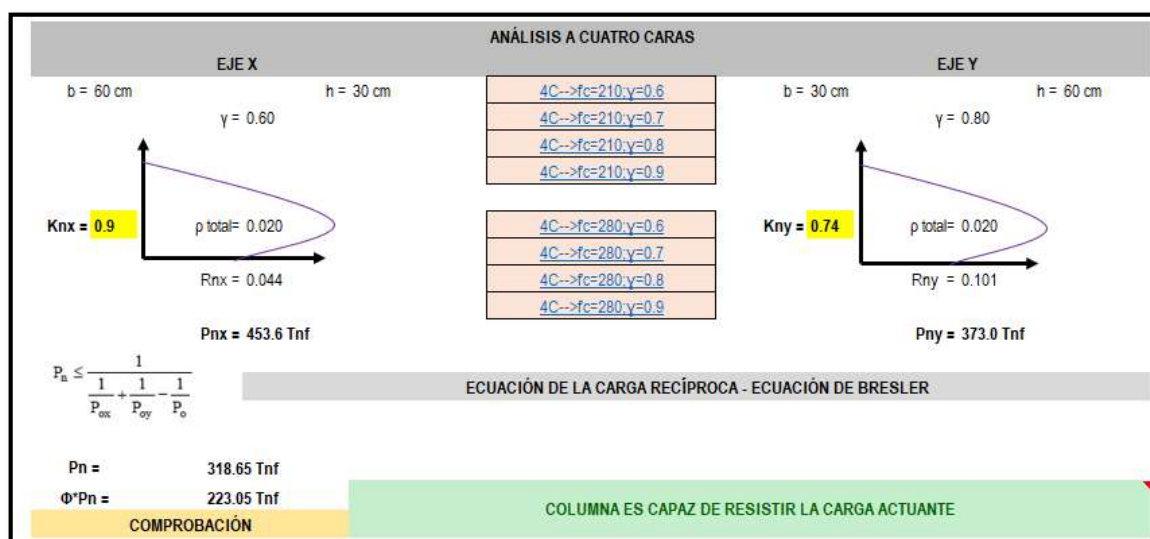 ANÁLISIS A CUATRO CARAS
EJE X
EJE Y
b = 60 cm
h = 30 cm
γ = 0.60
Knx = 0.9
ρ total= 0.020
Rnx = 0.044
Pnx = 453.6 Tnf
4C-->fc=210;γ=0.6
4C-->fc=210;γ=0.7
4C-->fc=210;γ=0.8
4C-->fc=210;γ=0.9
4C-->fc=280;γ=0.6
4C-->fc=280;γ=0.7
4C-->fc=280;γ=0.8
4C-->fc=280;γ=0.9
b = 30 cm
h = 60 cm
γ = 0.80
Kny = 0.74
ρ total= 0.020
Rny = 0.101
Pny = 373.0 Tnf
Pn ≤ 1 / (1/Pox + 1/Poy − 1/Po)
ECUACIÓN DE LA CARGA RECÍPROCA - ECUACIÓN DE BRESLER
Pn = 318.65 Tnf
Φ*Pn = 223.05 Tnf
COMPROBACIÓN
COLUMNA ES CAPAZ DE RESISTIR LA CARGA ACTUANTE